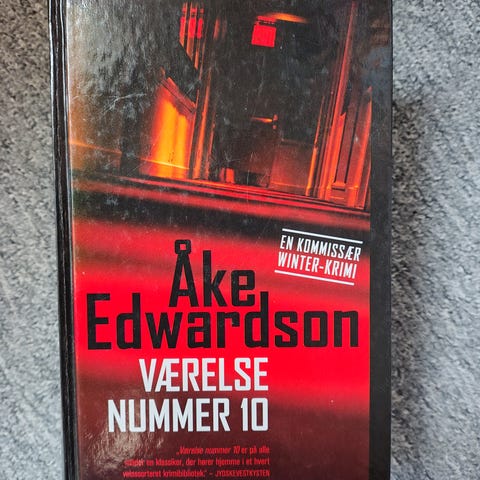 EN KOMMISSÆR
WINTER-KRIMI
Åke
Edwardson
VÆRELSE
NUMMER 10
„Værelse nummer 10 er på alle
måder en klassiker, der hører hjemme i et hvert
velassorteret krimibibliotek." – JYDSKEVESTKYSTEN